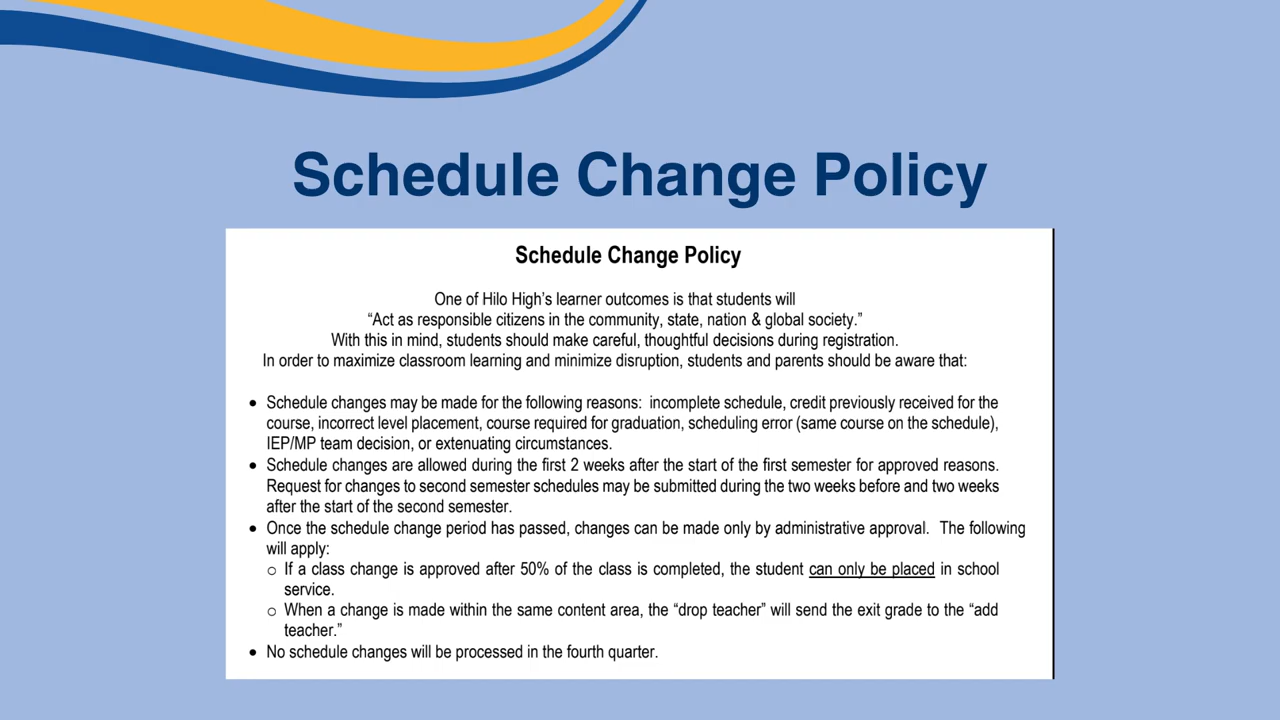 Schedule Change Policy
Schedule Change Policy
One of Hilo High’s learner outcomes is that students will
“Act as responsible citizens in the community, state, nation & global society.”
With this in mind, students should make careful, thoughtful decisions during registration.
In order to maximize classroom learning and minimize disruption, students and parents should be aware that:
• Schedule changes may be made for the following reasons: incomplete schedule, credit previously received for the
course, incorrect level placement, course required for graduation, scheduling error (same course on the schedule),
IEP/MP team decision, or extenuating circumstances.
• Schedule changes are allowed during the first 2 weeks after the start of the first semester for approved reasons.
Request for changes to second semester schedules may be submitted during the two weeks before and two weeks
after the start of the second semester.
• Once the schedule change period has passed, changes can be made only by administrative approval. The following
will apply:
o If a class change is approved after 50% of the class is completed, the student can only be placed in school
service.
o When a change is made within the same content area, the “drop teacher” will send the exit grade to the “add
teacher.”
• No schedule changes will be processed in the fourth quarter.